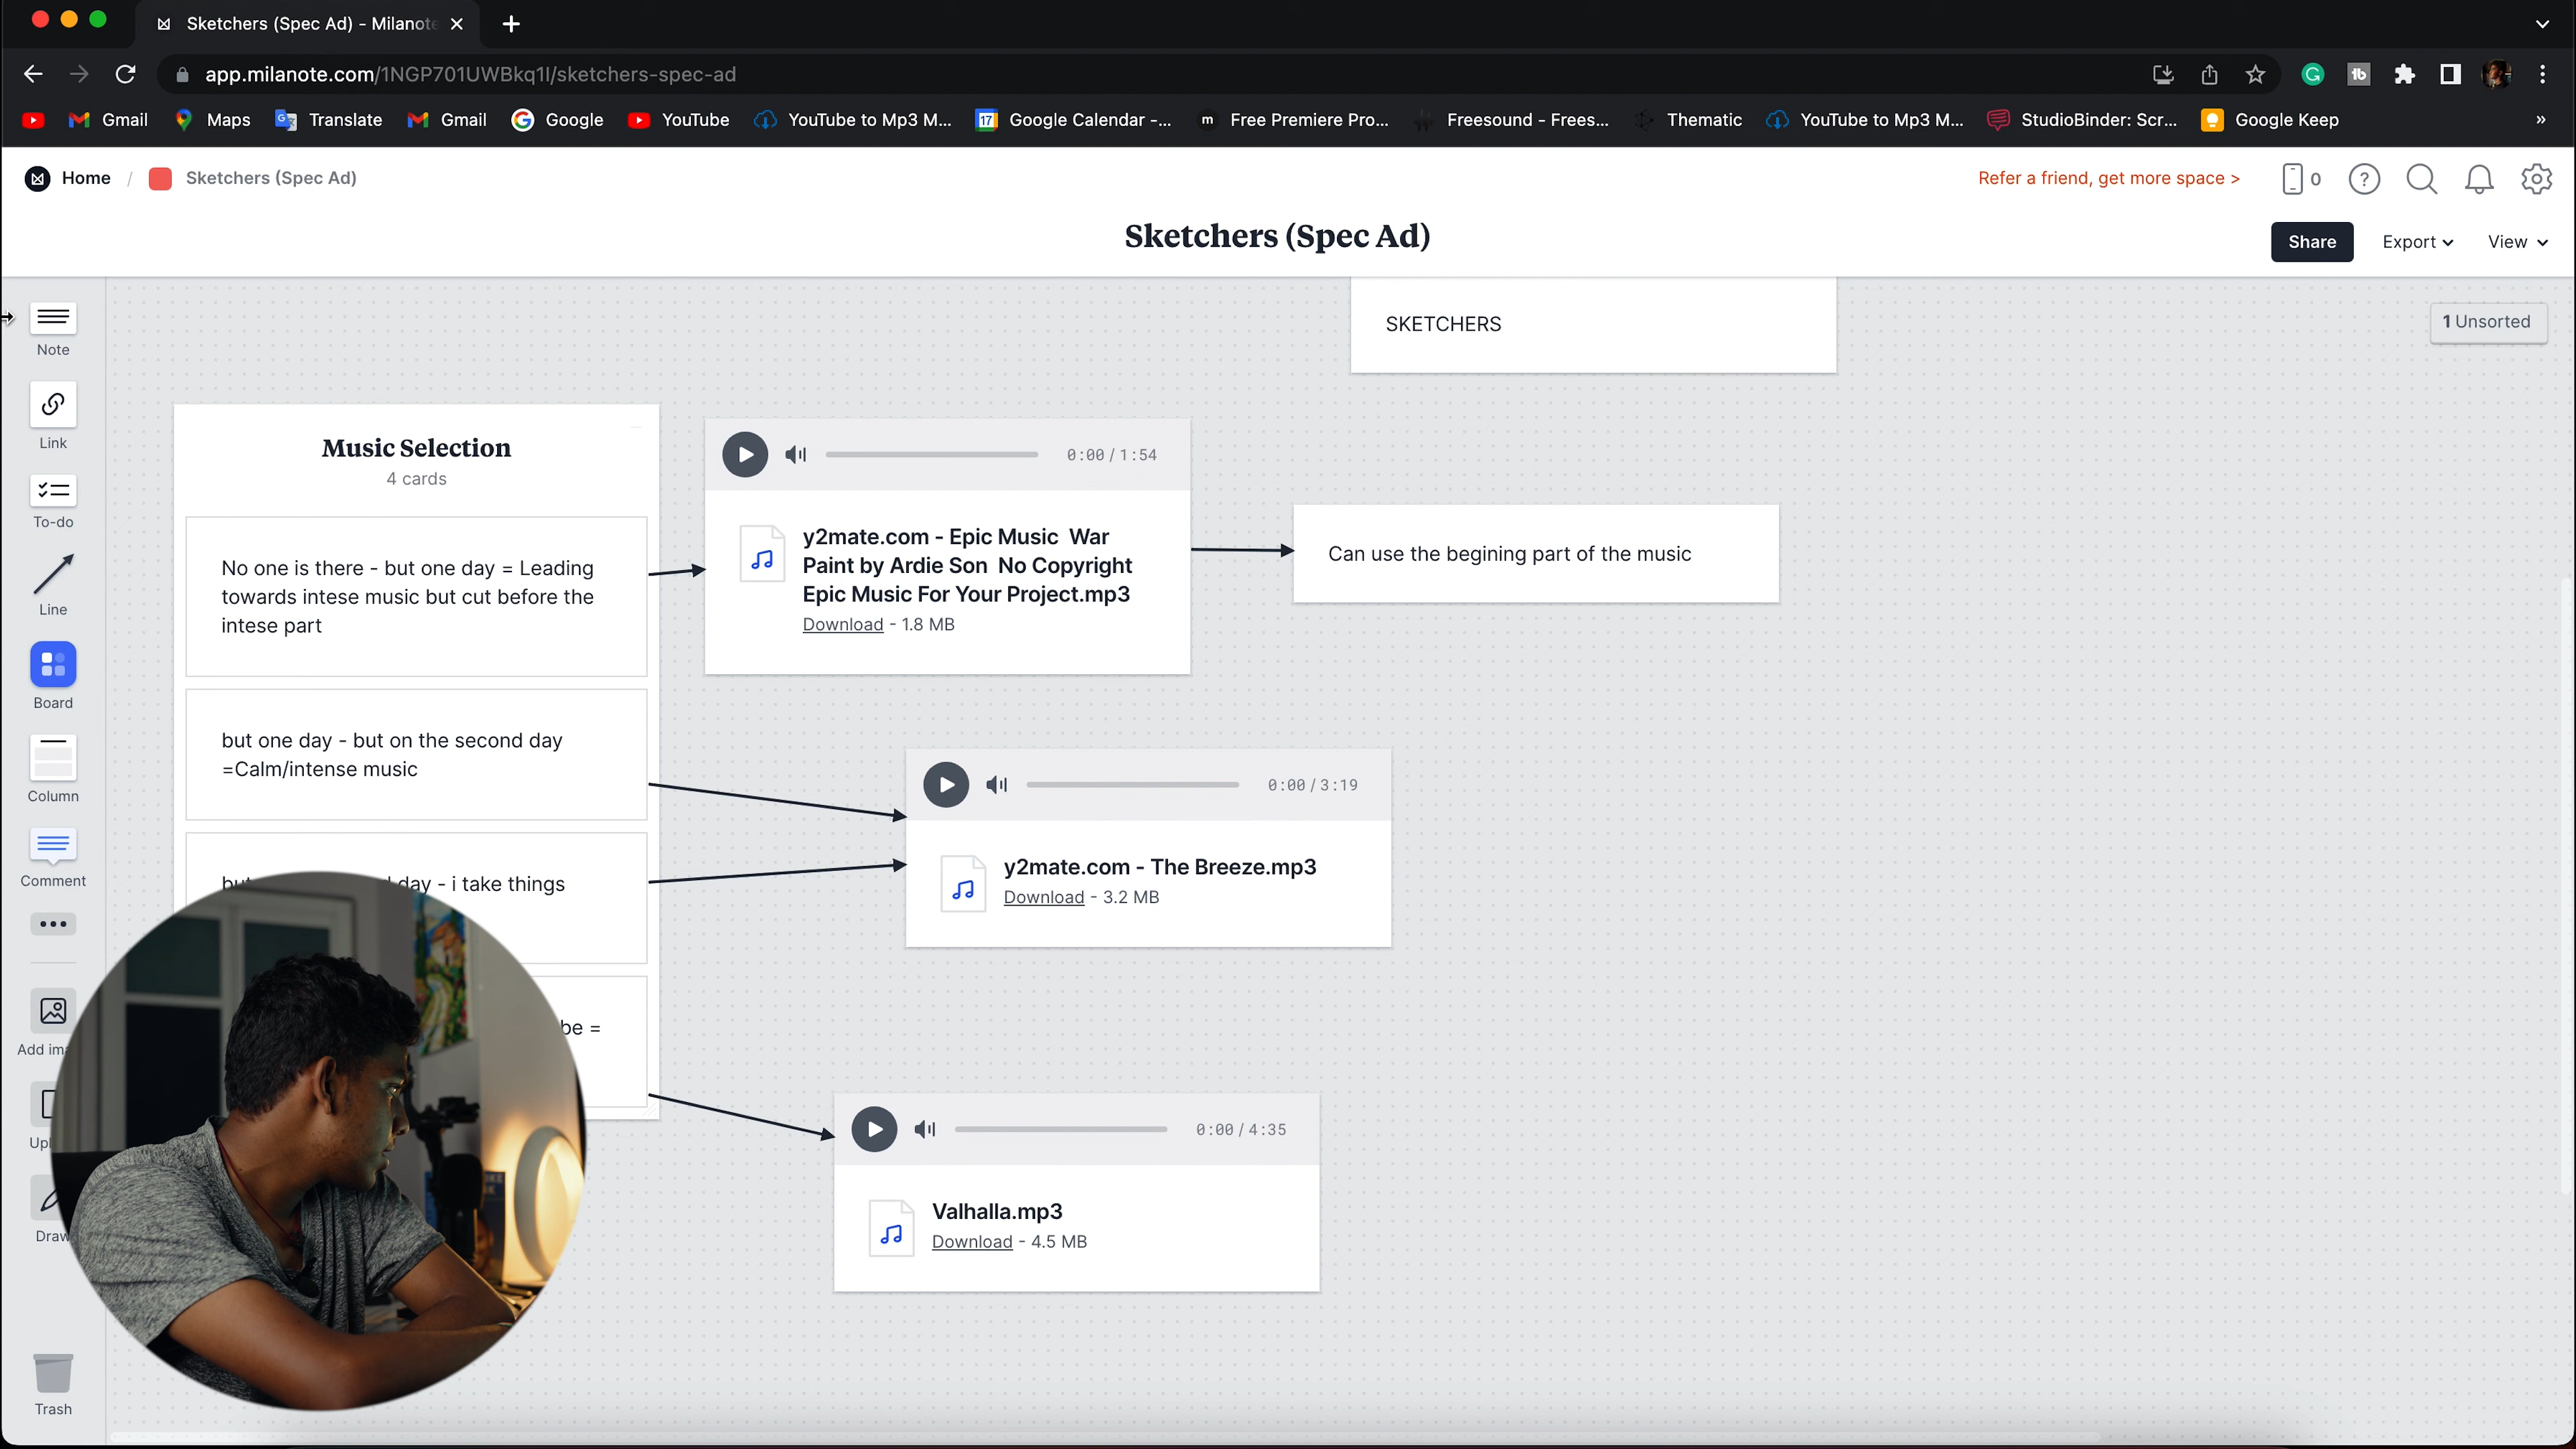 Sketchers (Spec Ad) - Milanote
app.milanote.com/1NGP701UWBkq1I/sketchers-spec-ad
Gmail
Maps
Translate
Gmail
Google
YouTube
YouTube to Mp3 M...
17
Google Calendar -...
m
Free Premiere Pro...
Freesound - Frees...
Thematic
YouTube to Mp3 M...
StudioBinder: Scr...
Google Keep
»
Home / Sketchers (Spec Ad)
Refer a friend, get more space >
0
Sketchers (Spec Ad)
Share
Export
View
Note
Link
To-do
Line
Board
Column
Comment
Trash
SKETCHERS
1 Unsorted
Music Selection
4 cards
No one is there - but one day = Leading
towards intese music but cut before the
intese part
but one day - but on the second day
=Calm/intense music
day - i take things
be =
0:00 / 1:54
y2mate.com - Epic Music War
Paint by Ardie Son No Copyright
Epic Music For Your Project.mp3
Download - 1.8 MB
Can use the begining part of the music
0:00 / 3:19
y2mate.com - The Breeze.mp3
Download - 3.2 MB
0:00 / 4:35
Valhalla.mp3
Download - 4.5 MB